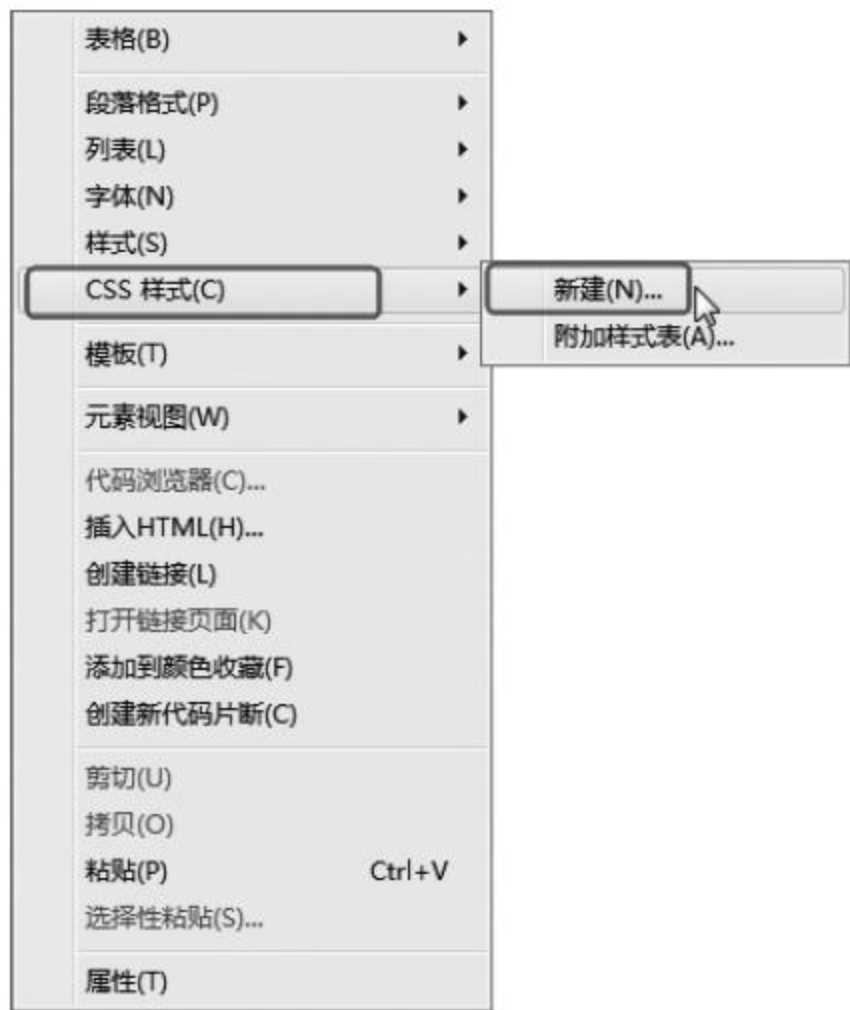 表格(B)
段落格式(P)
列表(L)
字体(N)
样式(S)
CSS 样式(C)
新建(N)...
附加样式表(A)...
模板(T)
元素视图(W)
代码浏览器(C)...
插入HTML(H)...
创建链接(L)
打开链接页面(K)
添加到颜色收藏(F)
创建新代码片断(C)
剪切(U)
拷贝(O)
粘贴(P) Ctrl+V
选择性粘贴(S)...
属性(T)